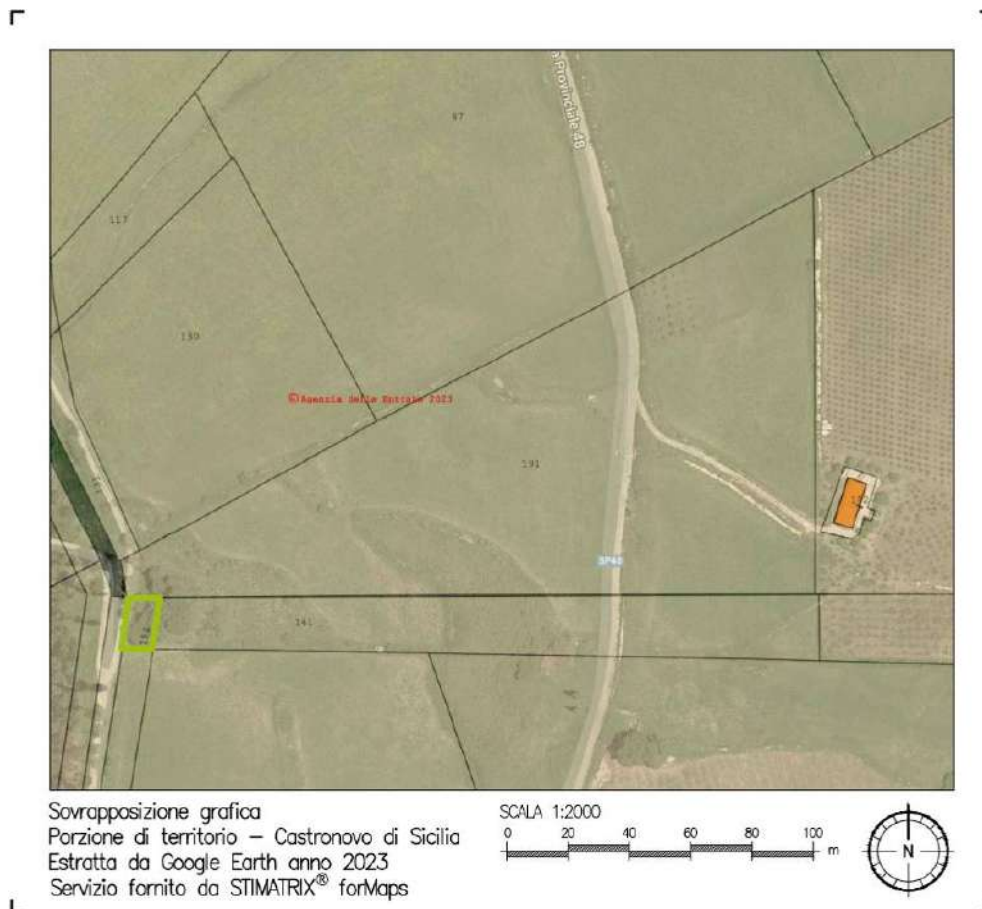 a Provinciale 48
97
117
130
©Agenzia delle Entrate 2023
191
SP48
141
Sovrapposizione grafica
Porzione di territorio – Castronovo di Sicilia
Estratta da Google Earth anno 2023
Servizio fornito da STIMATRIX® forMaps
SCALA 1:2000
0 20 40 60 80 100 m
N